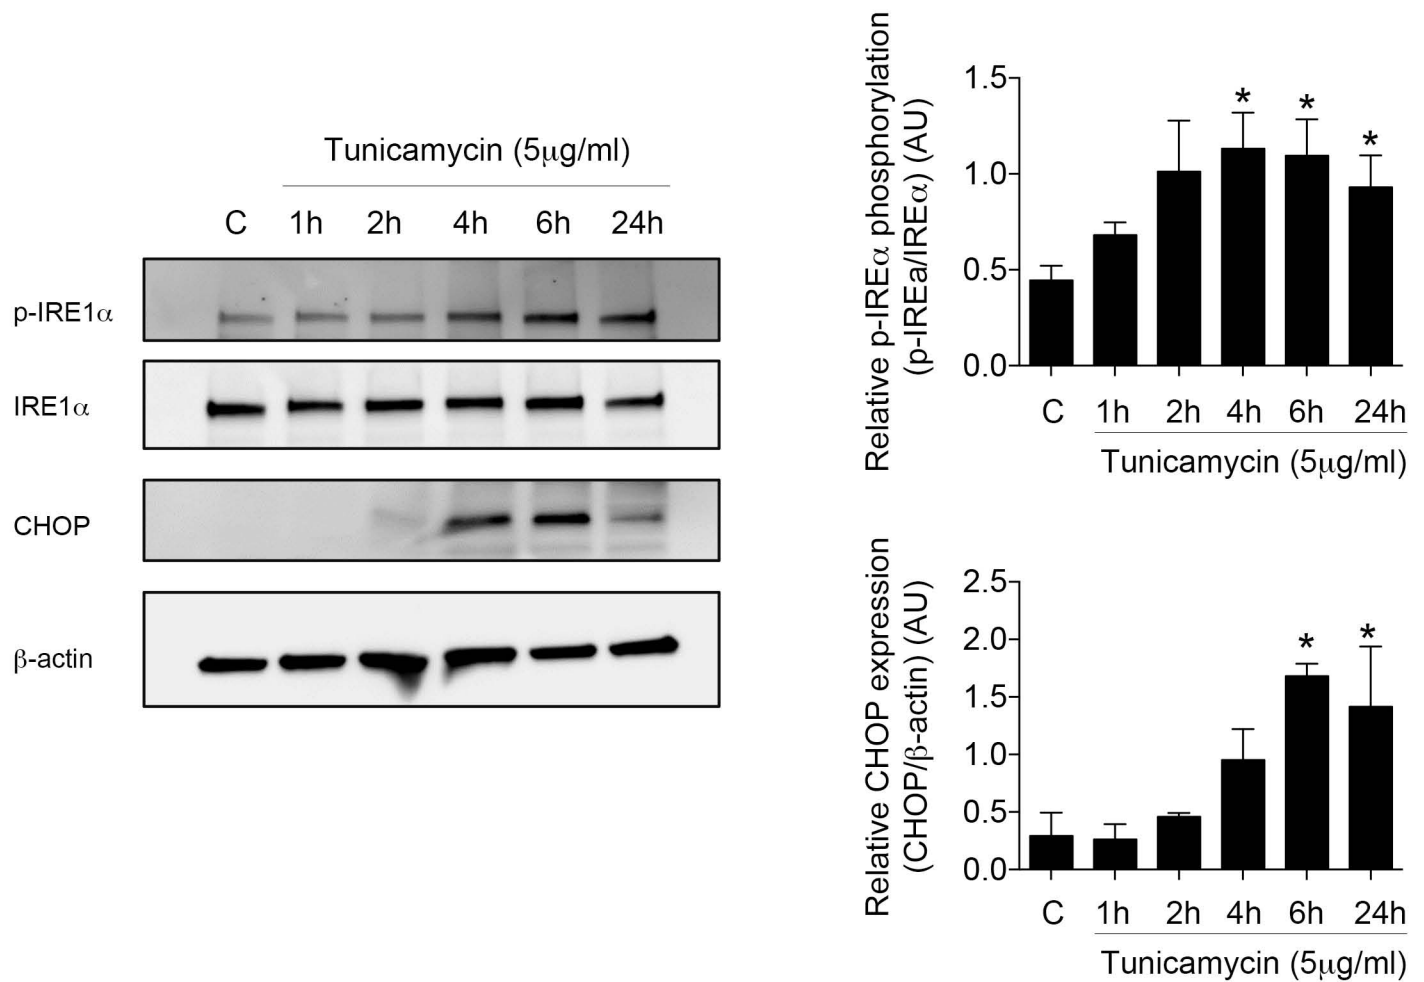 Tunicamycin (5μg/ml)
C 1h 2h 4h 6h 24h
p-IRE1α
IRE1α
CHOP
β-actin
Relative p-IREα phosphorylation
(p-IREa/IREα) (AU)
1.5
1.0
0.5
0.0
C 1h 2h 4h 6h 24h
* * *
Tunicamycin (5μg/ml)
Relative CHOP expression
(CHOP/β-actin) (AU)
2.5
2.0
1.5
1.0
0.5
0.0
* *
C 1h 2h 4h 6h 24h
Tunicamycin (5μg/ml)